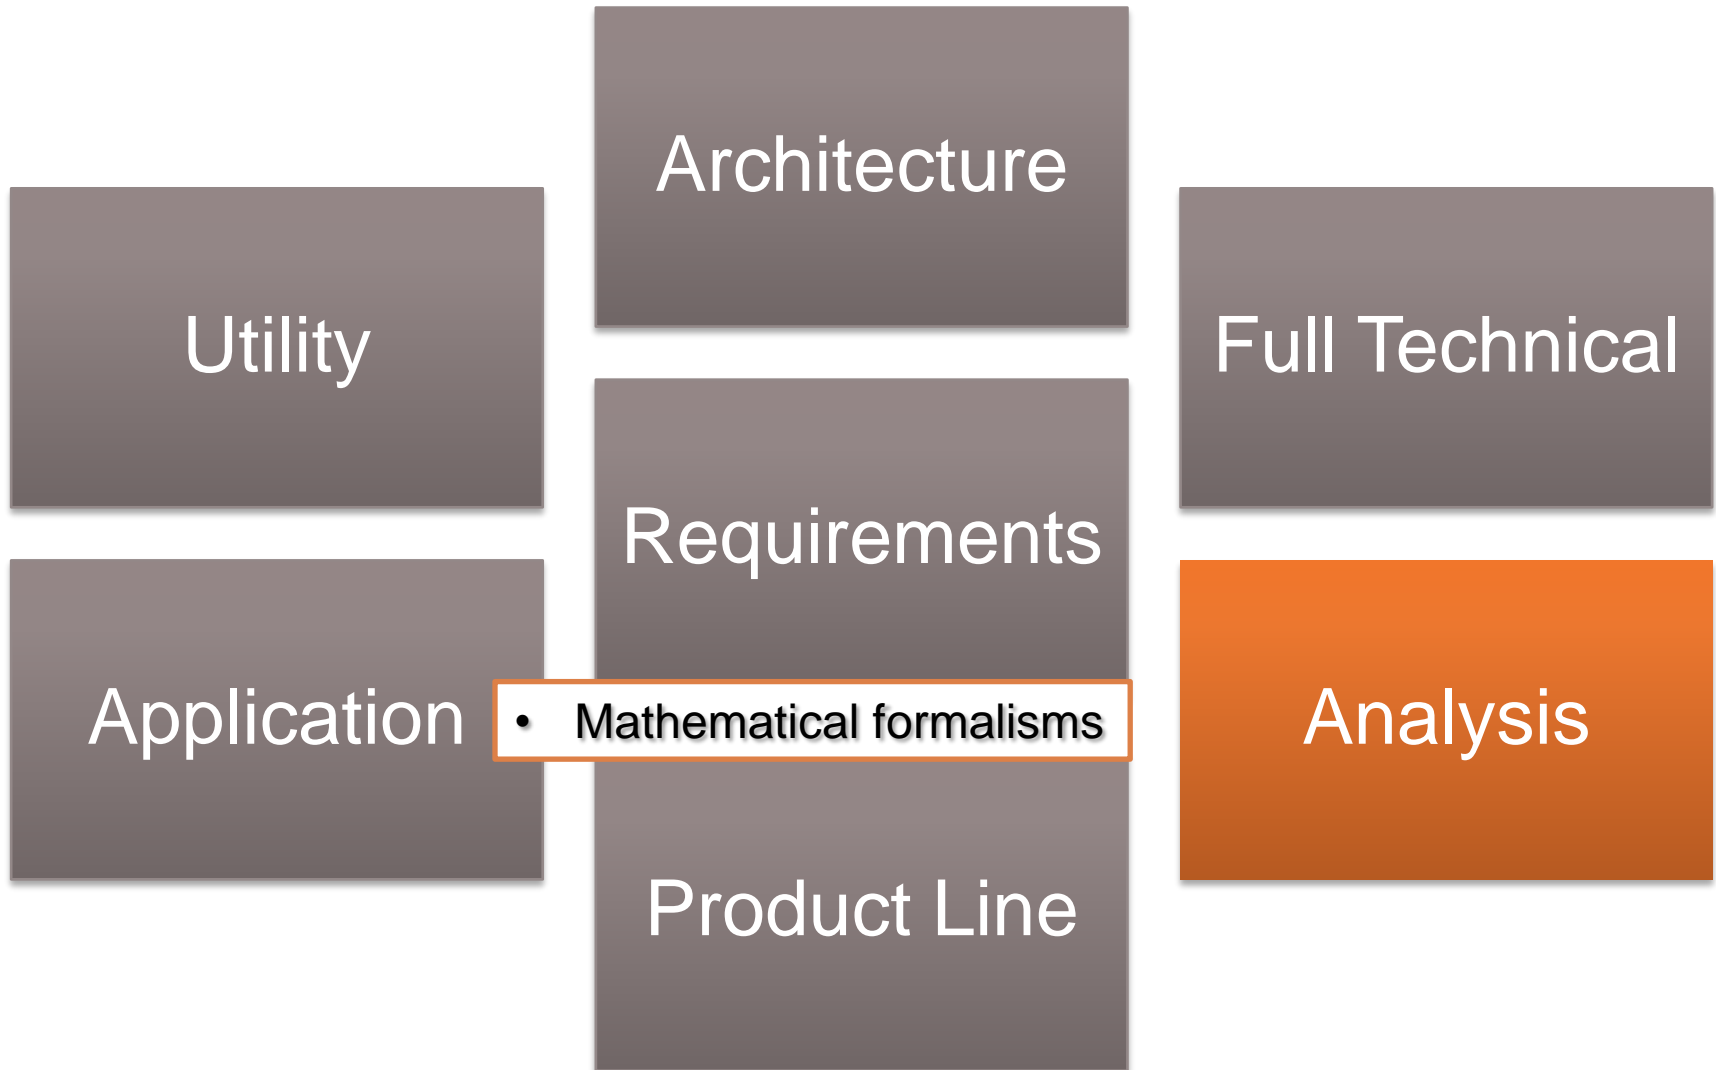 Architecture
Utility
Full Technical
Requirements
Application
• Mathematical formalisms
Analysis
Product Line